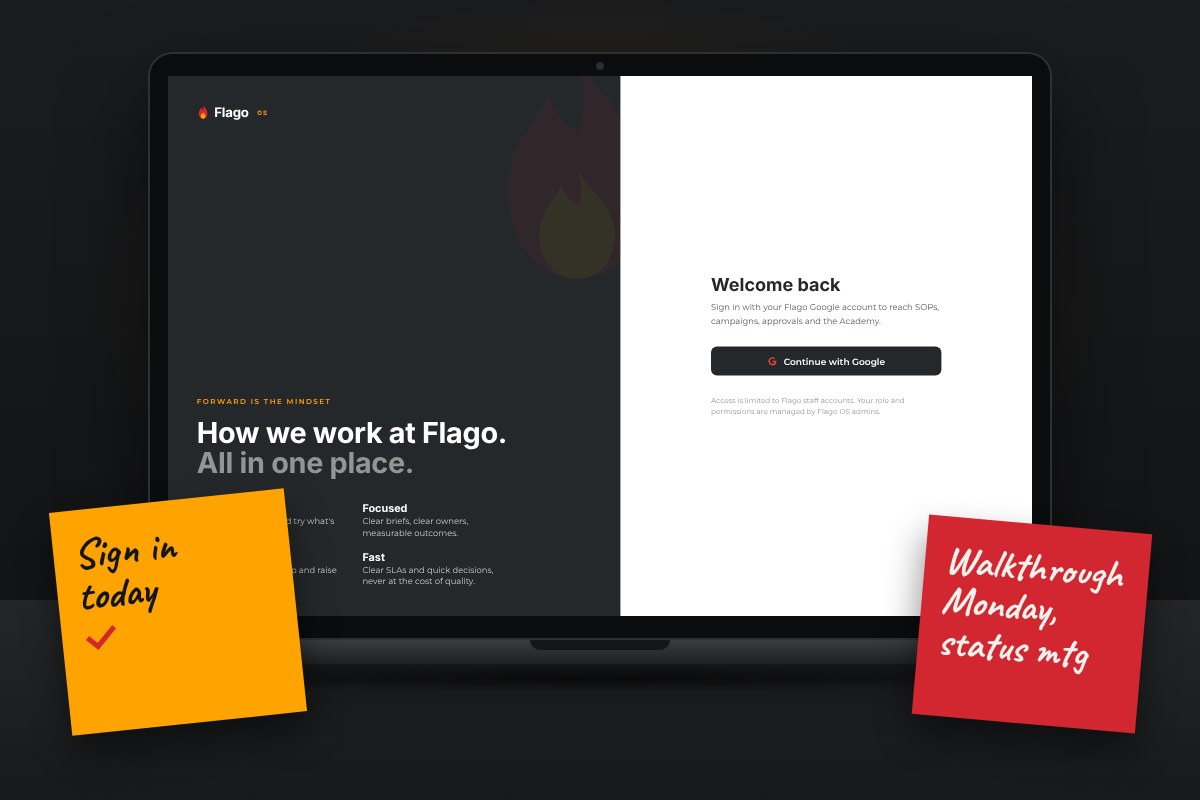 Flago OS
FORWARD IS THE MINDSET
How we work at Flago.
All in one place.
try what's
and raise
Focused
Clear briefs, clear owners,
measurable outcomes.
Fast
Clear SLAs and quick decisions,
never at the cost of quality.
Welcome back
Sign in with your Flago Google account to reach SOPs,
campaigns, approvals and the Academy.
G Continue with Google
Access is limited to Flago staff accounts. Your role and
permissions are managed by Flago OS admins.
Sign in
today
Walkthrough
Monday,
status mtg